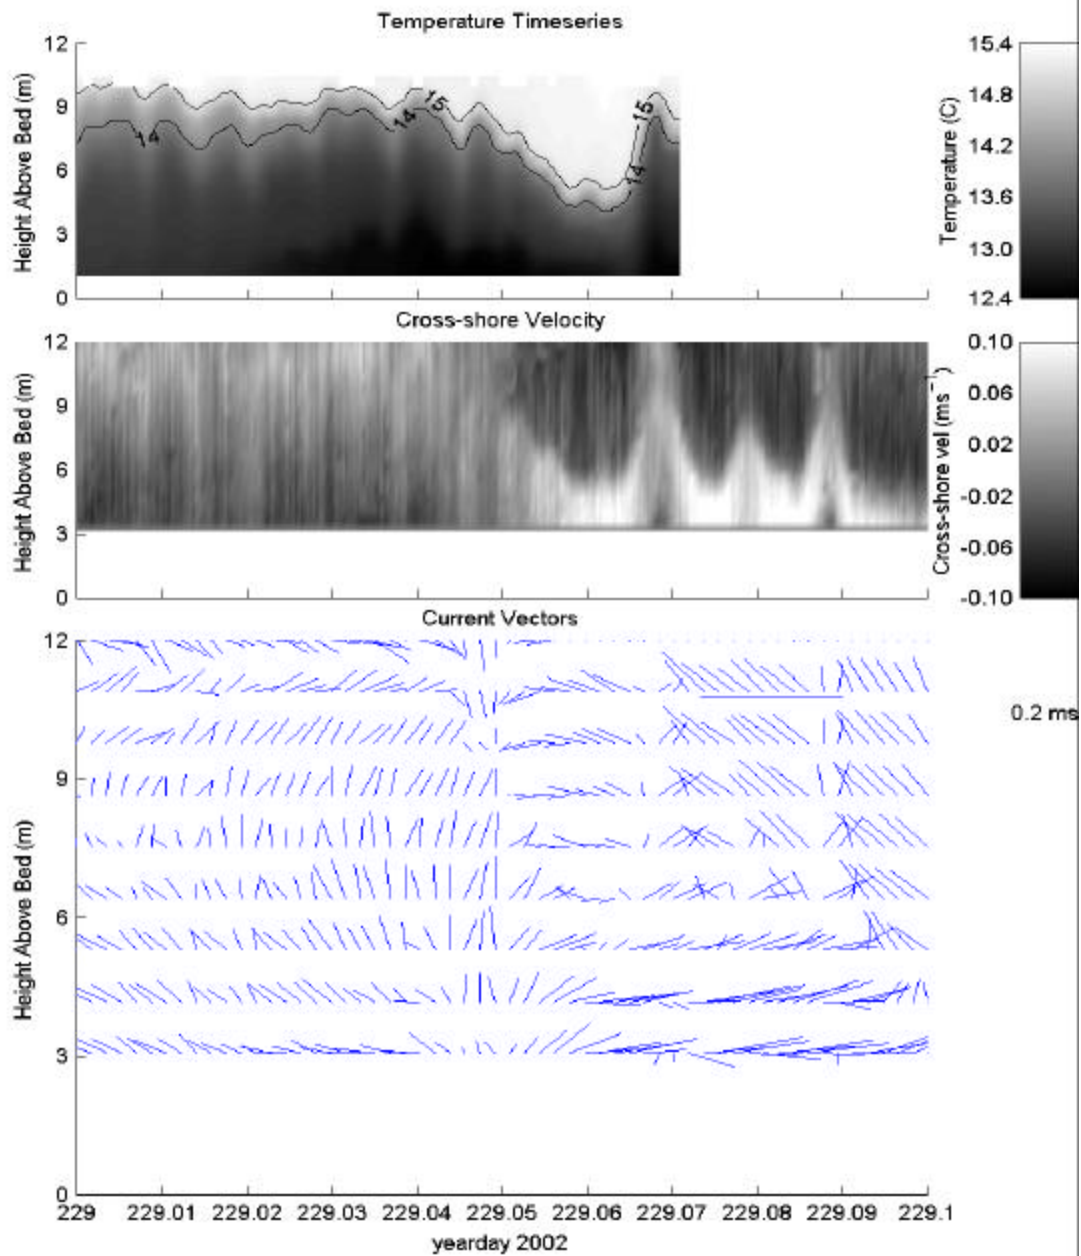 Temperature Timeseries
12
9
6
3
0
Height Above Bed (m)
14
14
15
14
15
15.4
14.8
14.2
13.6
13.0
12.4
Temperature (C)
Cross-shore Velocity
12
9
6
3
0
Height Above Bed (m)
0.10
0.06
0.02
-0.02
-0.06
-0.10
Cross-shore vel (ms⁻¹)
Current Vectors
12
9
6
3
0
Height Above Bed (m)
0.2 ms
229 229.01 229.02 229.03 229.04 229.05 229.06 229.07 229.08 229.09 229.1
yearday 2002